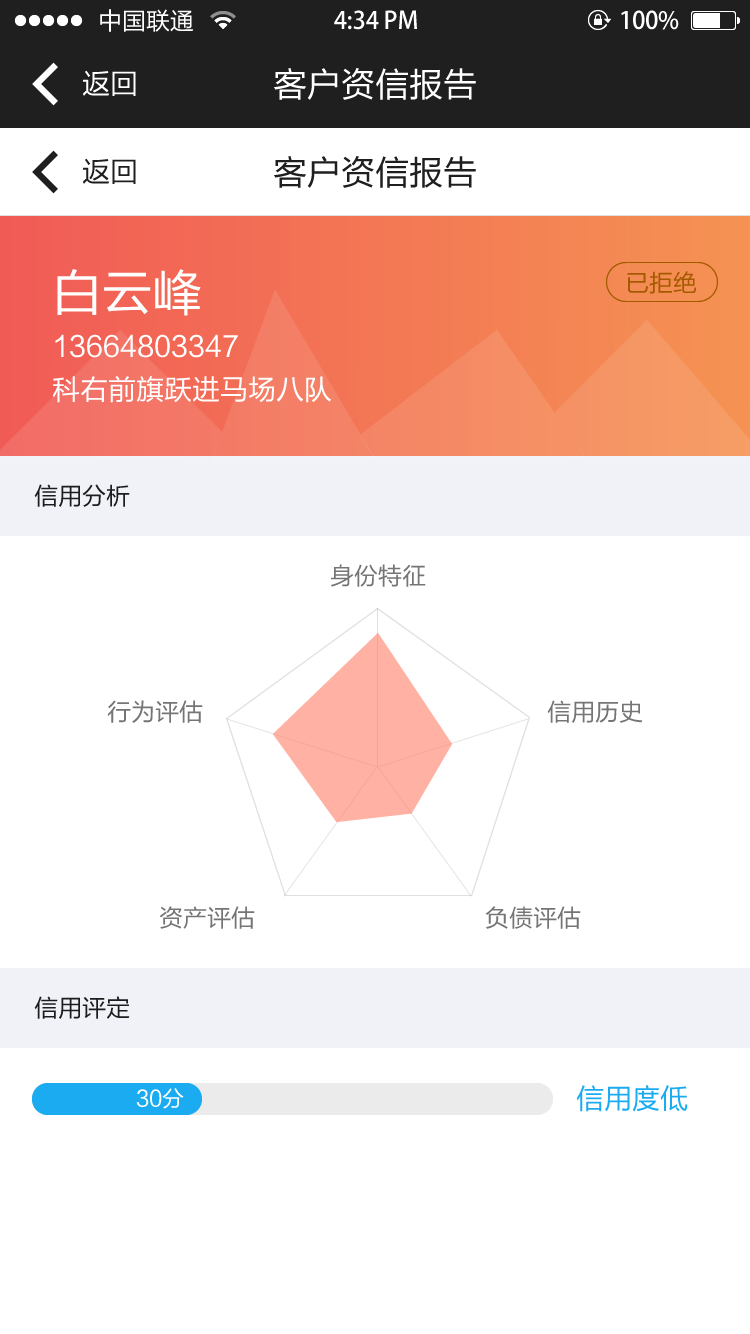 中国联通 4:34 PM 100%
返回 客户资信报告
返回 客户资信报告
白云峰 已拒绝
13664803347
科右前旗跃进马场八队
信用分析
身份特征
行为评估 信用历史
资产评估 负债评估
信用评定
30分 信用度低